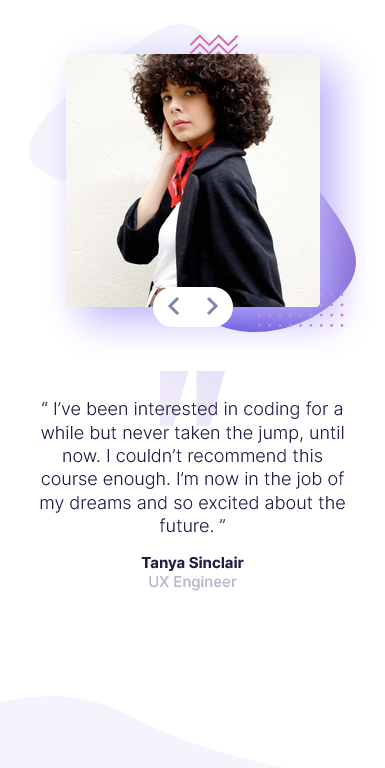 “ I’ve been interested in coding for a
while but never taken the jump, until
now. I couldn’t recommend this
course enough. I’m now in the job of
my dreams and so excited about the
future. ”
Tanya Sinclair
UX Engineer